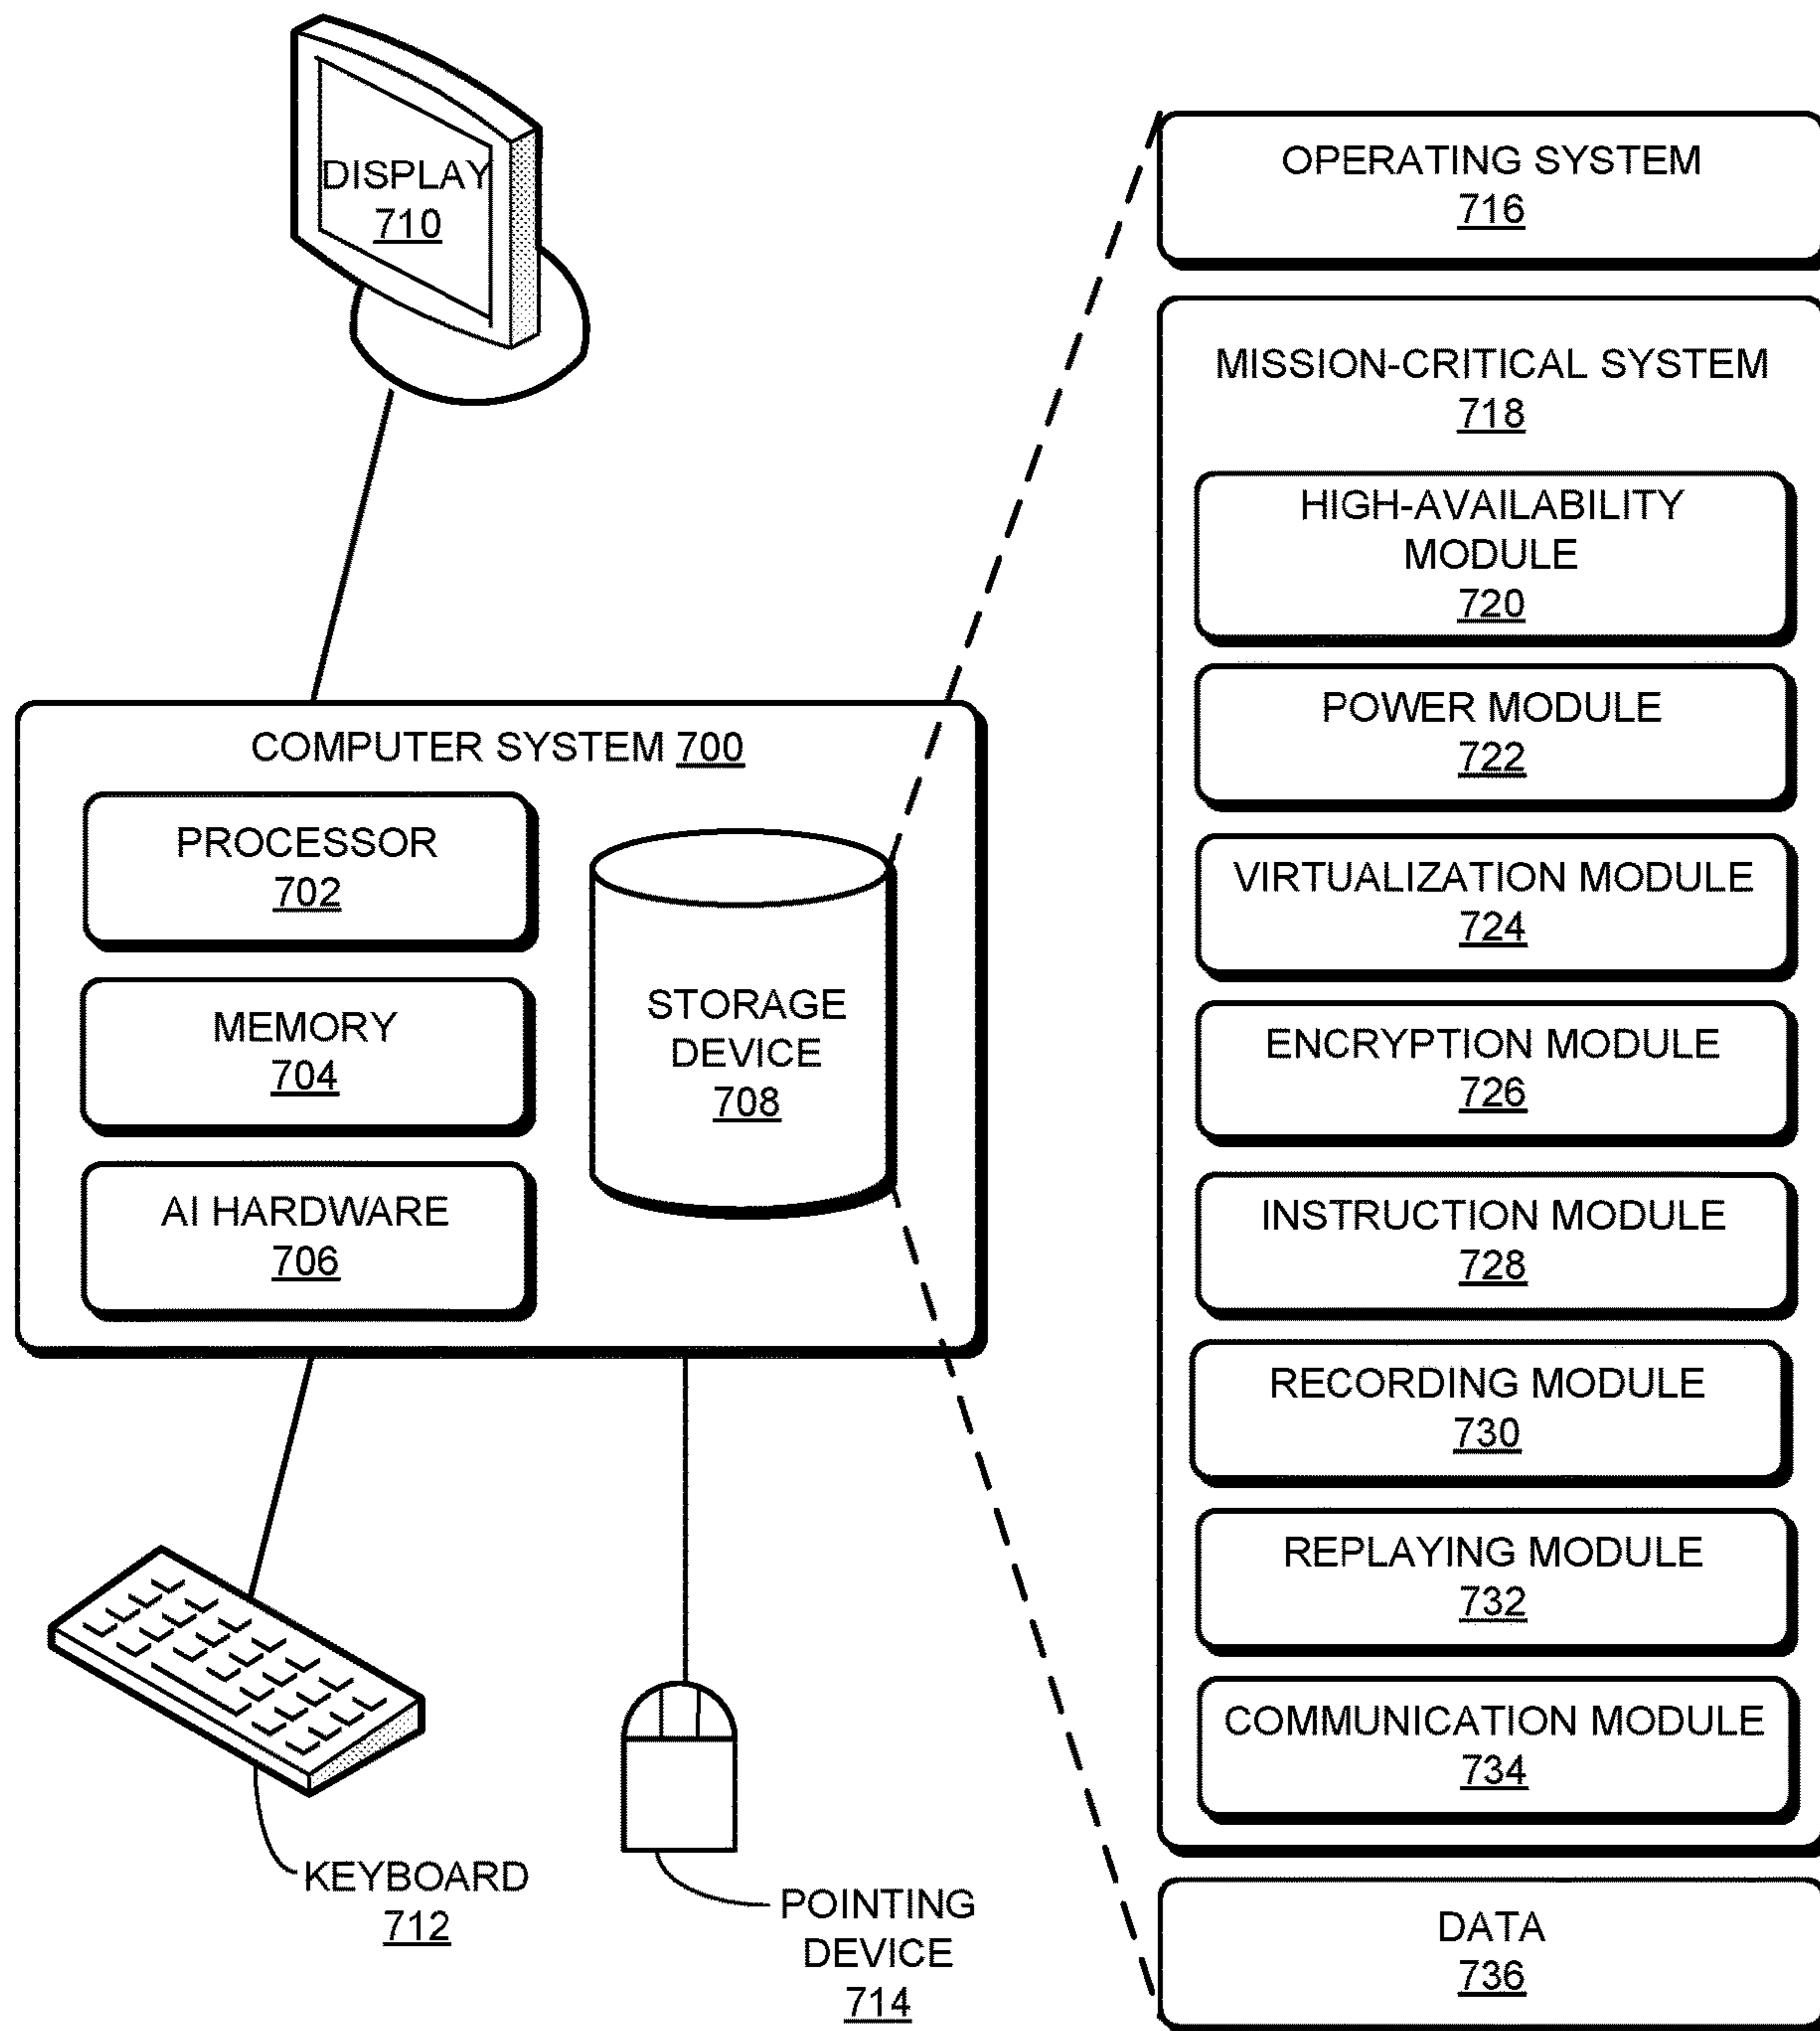 DISPLAY
710
COMPUTER SYSTEM 700
PROCESSOR
702
MEMORY
704
AI HARDWARE
706
STORAGE
DEVICE
708
KEYBOARD
712
POINTING
DEVICE
714
OPERATING SYSTEM
716
MISSION-CRITICAL SYSTEM
718
HIGH-AVAILABILITY
MODULE
720
POWER MODULE
722
VIRTUALIZATION MODULE
724
ENCRYPTION MODULE
726
INSTRUCTION MODULE
728
RECORDING MODULE
730
REPLAYING MODULE
732
COMMUNICATION MODULE
734
DATA
736